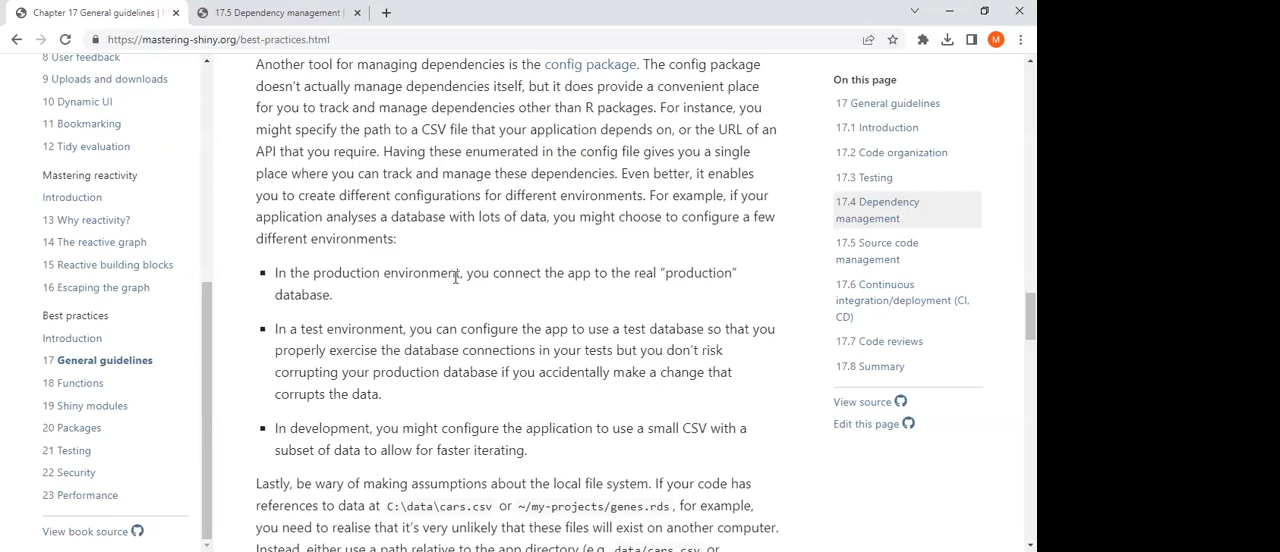 Chapter 17 General guidelines |
17.5 Dependency management |
https://mastering-shiny.org/best-practices.html
M
8 User feedback
9 Uploads and downloads
10 Dynamic UI
11 Bookmarking
12 Tidy evaluation
Mastering reactivity
Introduction
13 Why reactivity?
14 The reactive graph
15 Reactive building blocks
16 Escaping the graph
Best practices
Introduction
17 General guidelines
18 Functions
19 Shiny modules
20 Packages
21 Testing
22 Security
23 Performance
View book source
Another tool for managing dependencies is the config package. The config package
doesn't actually manage dependencies itself, but it does provide a convenient place
for you to track and manage dependencies other than R packages. For instance, you
might specify the path to a CSV file that your application depends on, or the URL of an
API that you require. Having these enumerated in the config file gives you a single
place where you can track and manage these dependencies. Even better, it enables
you to create different configurations for different environments. For example, if your
application analyses a database with lots of data, you might choose to configure a few
different environments:
▪ In the production environment, you connect the app to the real “production”
database.
▪ In a test environment, you can configure the app to use a test database so that you
properly exercise the database connections in your tests but you don't risk
corrupting your production database if you accidentally make a change that
corrupts the data.
▪ In development, you might configure the application to use a small CSV with a
subset of data to allow for faster iterating.
Lastly, be wary of making assumptions about the local file system. If your code has
references to data at C:\data\cars.csv or ~/my-projects/genes.rds, for example,
you need to realise that it's very unlikely that these files will exist on another computer.
Instead, either use a path relative to the app directory (e.g. data/cars.csv or
On this page
17 General guidelines
17.1 Introduction
17.2 Code organization
17.3 Testing
17.4 Dependency
management
17.5 Source code
management
17.6 Continuous
integration/deployment (CI,
CD)
17.7 Code reviews
17.8 Summary
View source
Edit this page